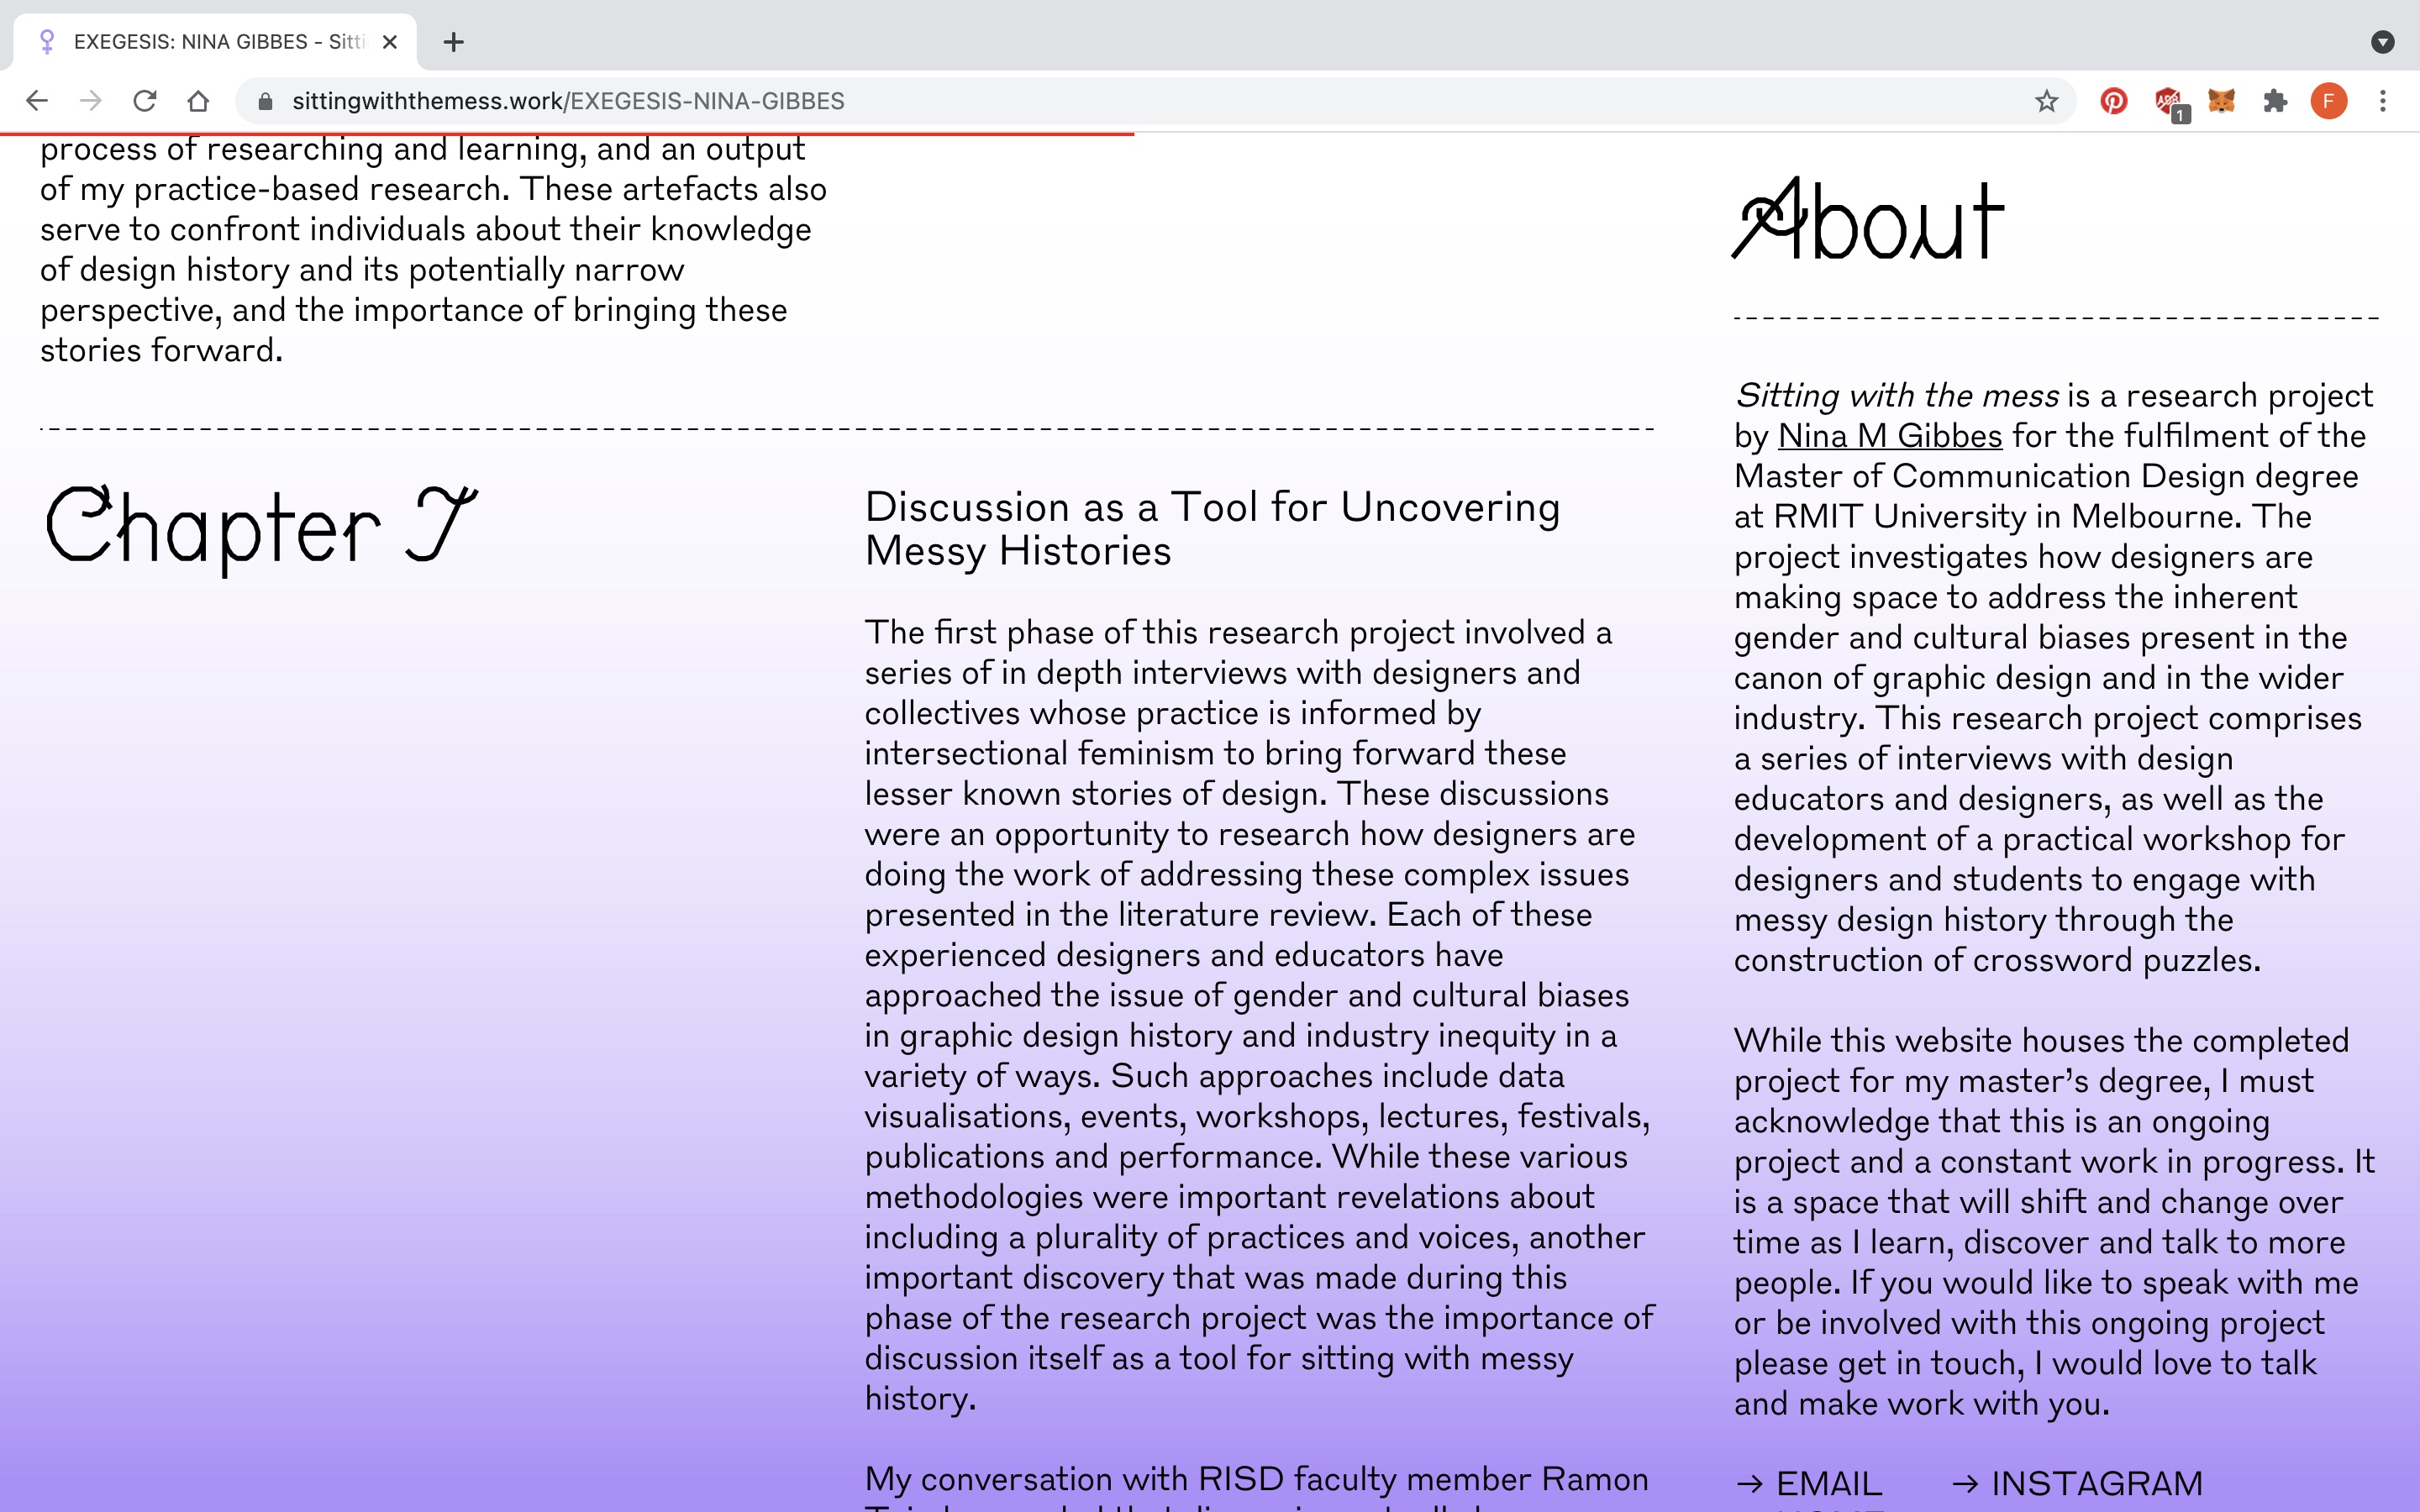 EXEGESIS: NINA GIBBES - Sitti
sittingwiththemess.work/EXEGESIS-NINA-GIBBES
1
F
process of researching and learning, and an output
of my practice-based research. These artefacts also
serve to confront individuals about their knowledge
of design history and its potentially narrow
perspective, and the importance of bringing these
stories forward.
Chapter I
Discussion as a Tool for Uncovering
Messy Histories
The first phase of this research project involved a
series of in depth interviews with designers and
collectives whose practice is informed by
intersectional feminism to bring forward these
lesser known stories of design. These discussions
were an opportunity to research how designers are
doing the work of addressing these complex issues
presented in the literature review. Each of these
experienced designers and educators have
approached the issue of gender and cultural biases
in graphic design history and industry inequity in a
variety of ways. Such approaches include data
visualisations, events, workshops, lectures, festivals,
publications and performance. While these various
methodologies were important revelations about
including a plurality of practices and voices, another
important discovery that was made during this
phase of the research project was the importance of
discussion itself as a tool for sitting with messy
history.
My conversation with RISD faculty member Ramon
About
Sitting with the mess is a research project
by Nina M Gibbes for the fulfilment of the
Master of Communication Design degree
at RMIT University in Melbourne. The
project investigates how designers are
making space to address the inherent
gender and cultural biases present in the
canon of graphic design and in the wider
industry. This research project comprises
a series of interviews with design
educators and designers, as well as the
development of a practical workshop for
designers and students to engage with
messy design history through the
construction of crossword puzzles.
While this website houses the completed
project for my master’s degree, I must
acknowledge that this is an ongoing
project and a constant work in progress. It
is a space that will shift and change over
time as I learn, discover and talk to more
people. If you would like to speak with me
or be involved with this ongoing project
please get in touch, I would love to talk
and make work with you.
→ EMAIL → INSTAGRAM